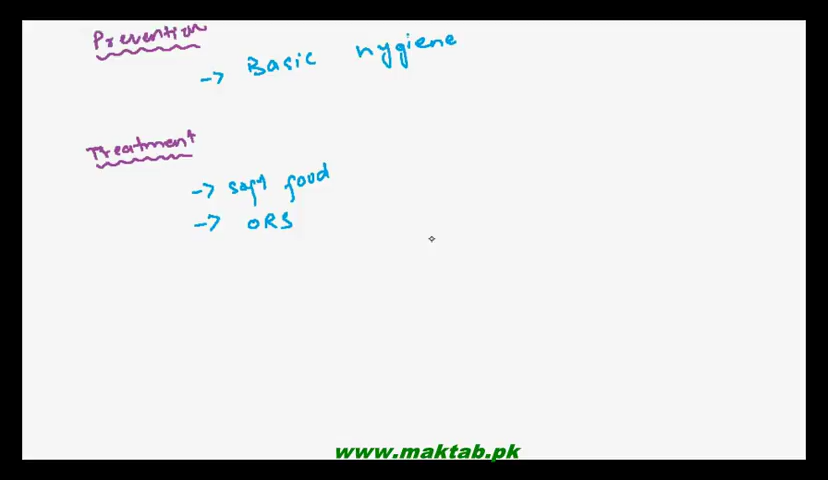 Prevention
-> Basic hygiene
Treatment
-> soft food
-> ORS
www.maktab.pk